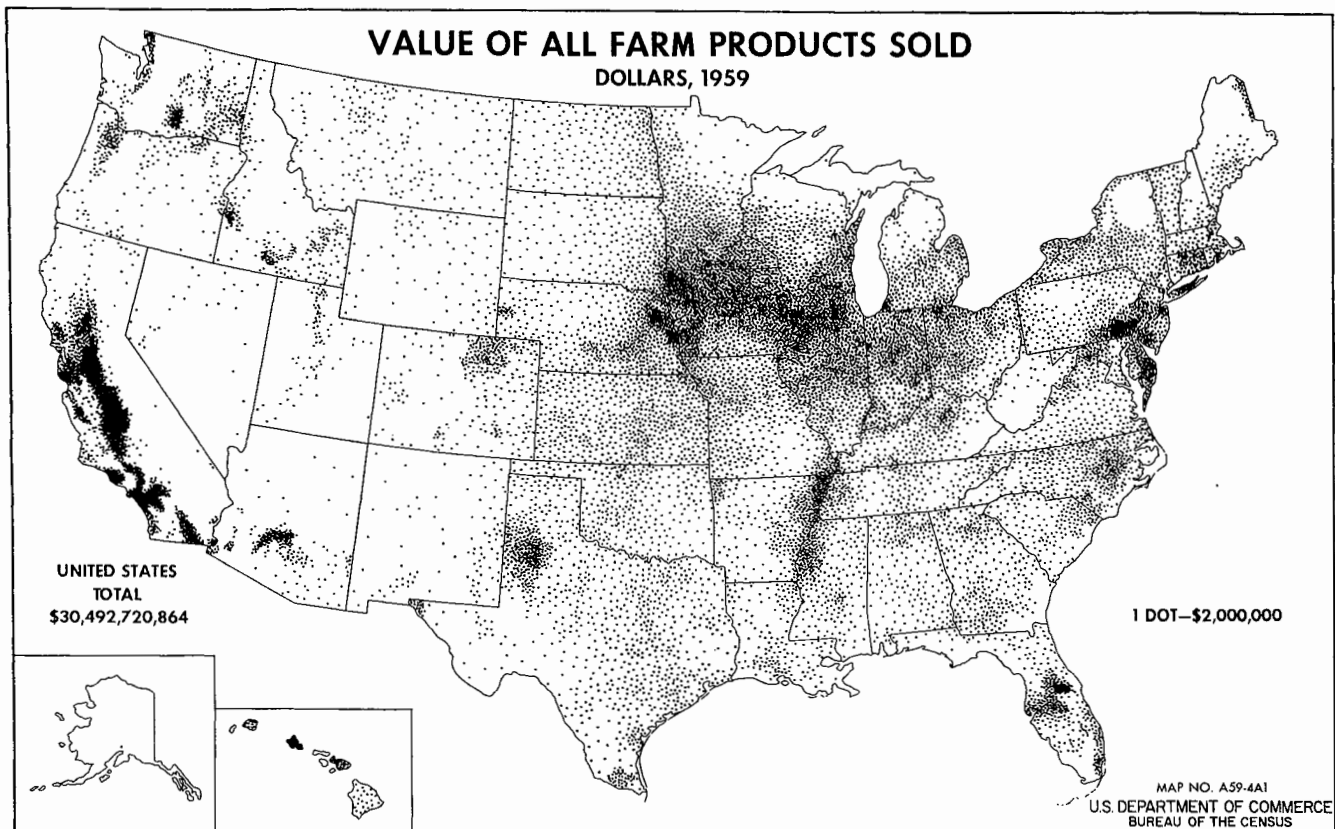 VALUE OF ALL FARM PRODUCTS SOLD
DOLLARS, 1959
UNITED STATES
TOTAL
$30,492,720,864
1 DOT—$2,000,000
MAP NO. A59-4A1
U.S. DEPARTMENT OF COMMERCE
BUREAU OF THE CENSUS